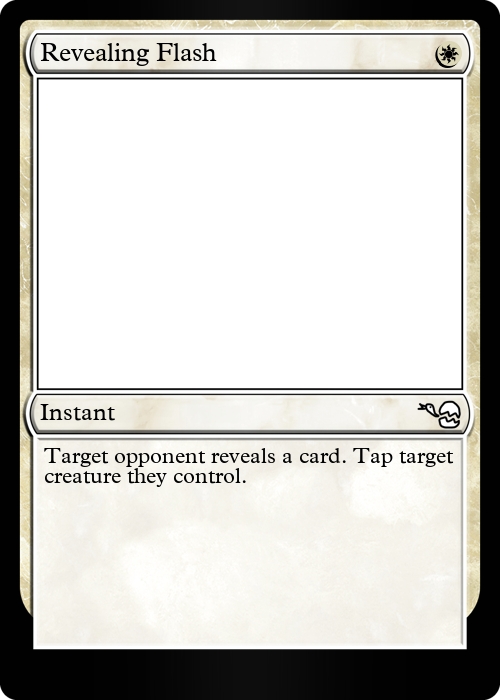 Revealing Flash
Instant
Target opponent reveals a card. Tap target
creature they control.